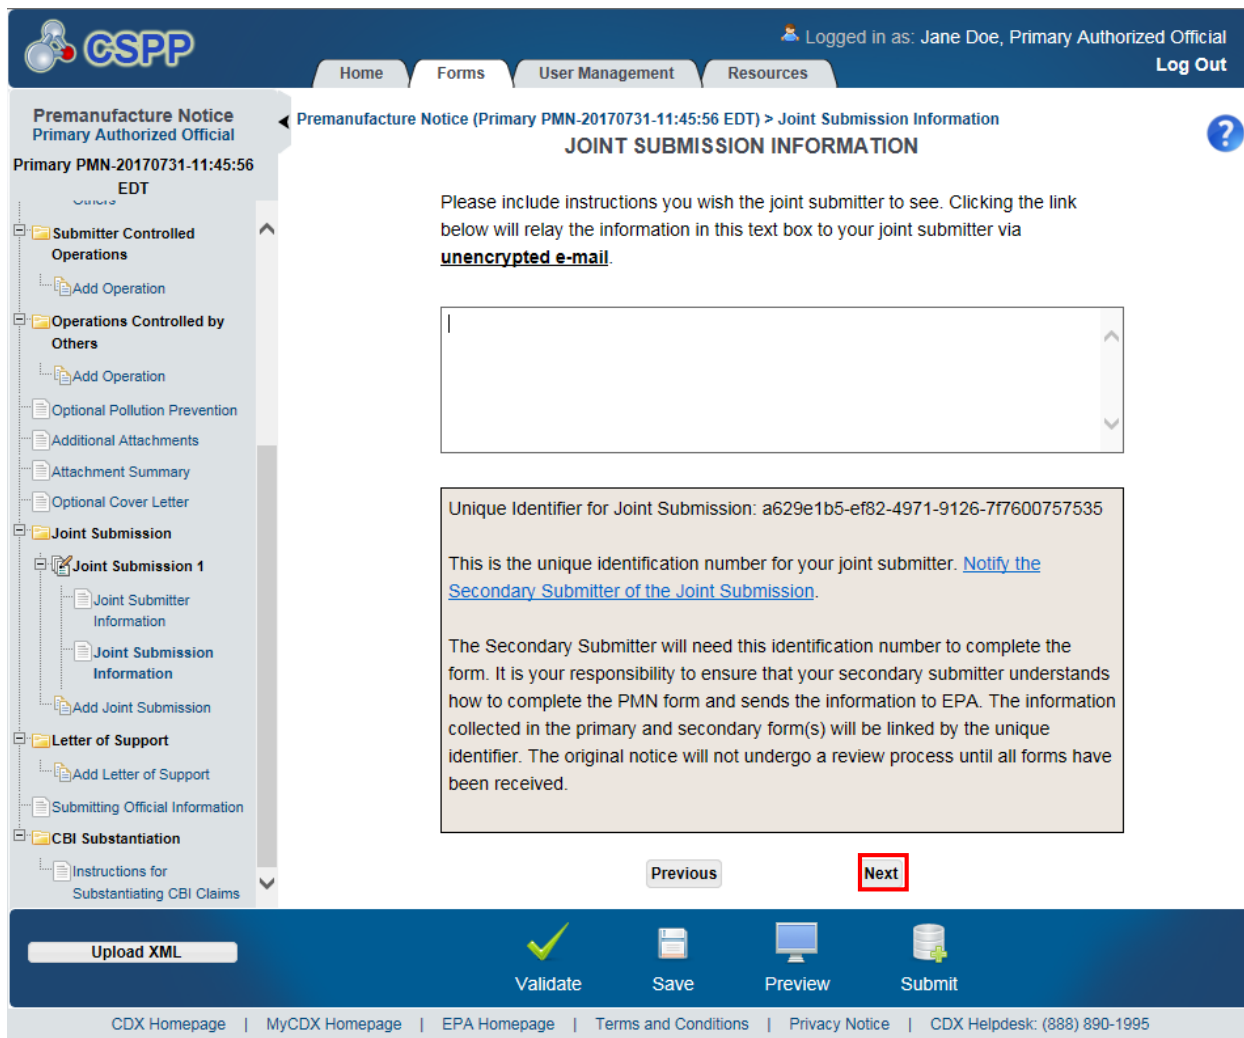 CSPP
Logged in as: Jane Doe, Primary Authorized Official
Log Out
Home
Forms
User Management
Resources
Premanufacture Notice
Primary Authorized Official
Primary PMN-20170731-11:45:56
EDT
Others
Submitter Controlled
Operations
Add Operation
Operations Controlled by
Others
Add Operation
Optional Pollution Prevention
Additional Attachments
Attachment Summary
Optional Cover Letter
Joint Submission
Joint Submission 1
Joint Submitter
Information
Joint Submission
Information
Add Joint Submission
Letter of Support
Add Letter of Support
Submitting Official Information
CBI Substantiation
Instructions for
Substantiating CBI Claims
Premanufacture Notice (Primary PMN-20170731-11:45:56 EDT) > Joint Submission Information
?
JOINT SUBMISSION INFORMATION
Please include instructions you wish the joint submitter to see. Clicking the link
below will relay the information in this text box to your joint submitter via
unencrypted e-mail.
Unique Identifier for Joint Submission: a629e1b5-ef82-4971-9126-7f7600757535
This is the unique identification number for your joint submitter. Notify the
Secondary Submitter of the Joint Submission.
The Secondary Submitter will need this identification number to complete the
form. It is your responsibility to ensure that your secondary submitter understands
how to complete the PMN form and sends the information to EPA. The information
collected in the primary and secondary form(s) will be linked by the unique
identifier. The original notice will not undergo a review process until all forms have
been received.
Previous
Next
Upload XML
Validate
Save
Preview
Submit
CDX Homepage | MyCDX Homepage | EPA Homepage | Terms and Conditions | Privacy Notice | CDX Helpdesk: (888) 890-1995